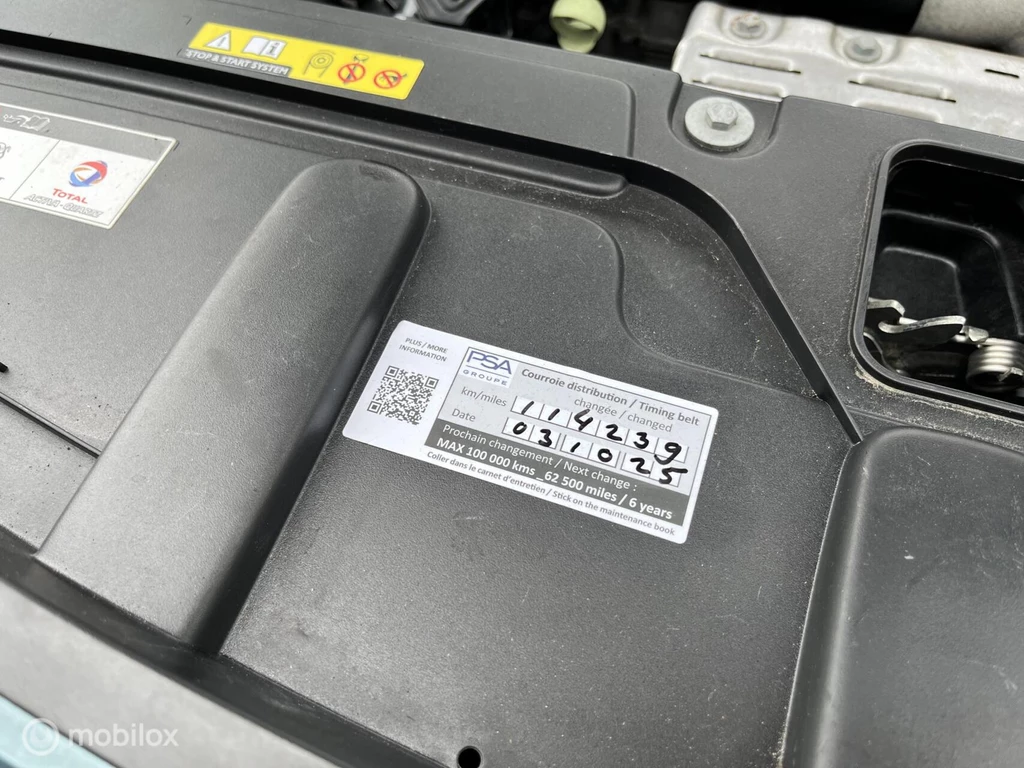 STOP & START SYSTEM
TOTAL
PLUS / MORE
INFORMATION
PSA
GROUPE
Courroie distribution / Timing belt
changée / changed
km/miles 114239
Date 031025
Prochain changement / Next change :
MAX 100 000 kms_62 500 miles / 6 years
Coller dans le carnet d'entretien / Stick on the maintenance book
mobilox